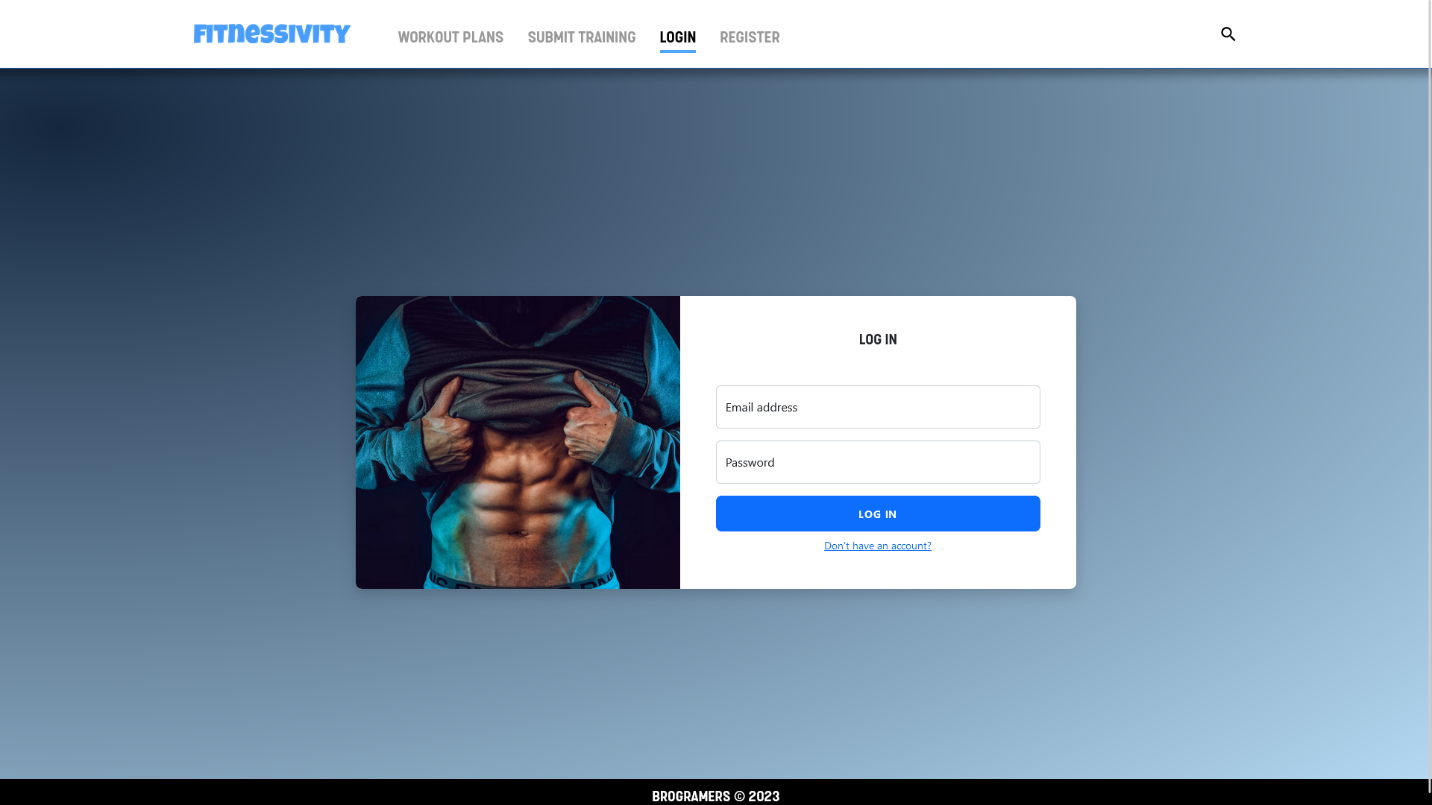 FITNESSIVITY
WORKOUT PLANS SUBMIT TRAINING LOGIN REGISTER
LOG IN
Email address
Password
LOG IN
Don't have an account?
BROGRAMERS © 2023